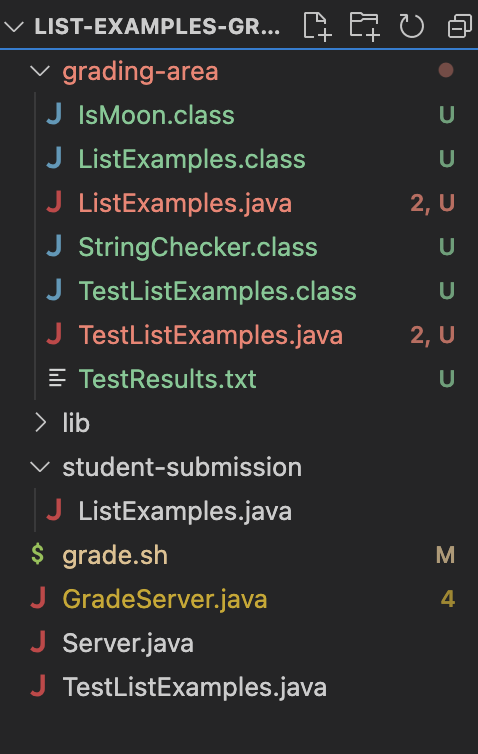 LIST-EXAMPLES-GR...
grading-area
J IsMoon.class U
J ListExamples.class U
J ListExamples.java 2, U
J StringChecker.class U
J TestListExamples.class U
J TestListExamples.java 2, U
TestResults.txt U
lib
student-submission
J ListExamples.java
$ grade.sh M
J GradeServer.java 4
J Server.java
J TestListExamples.java